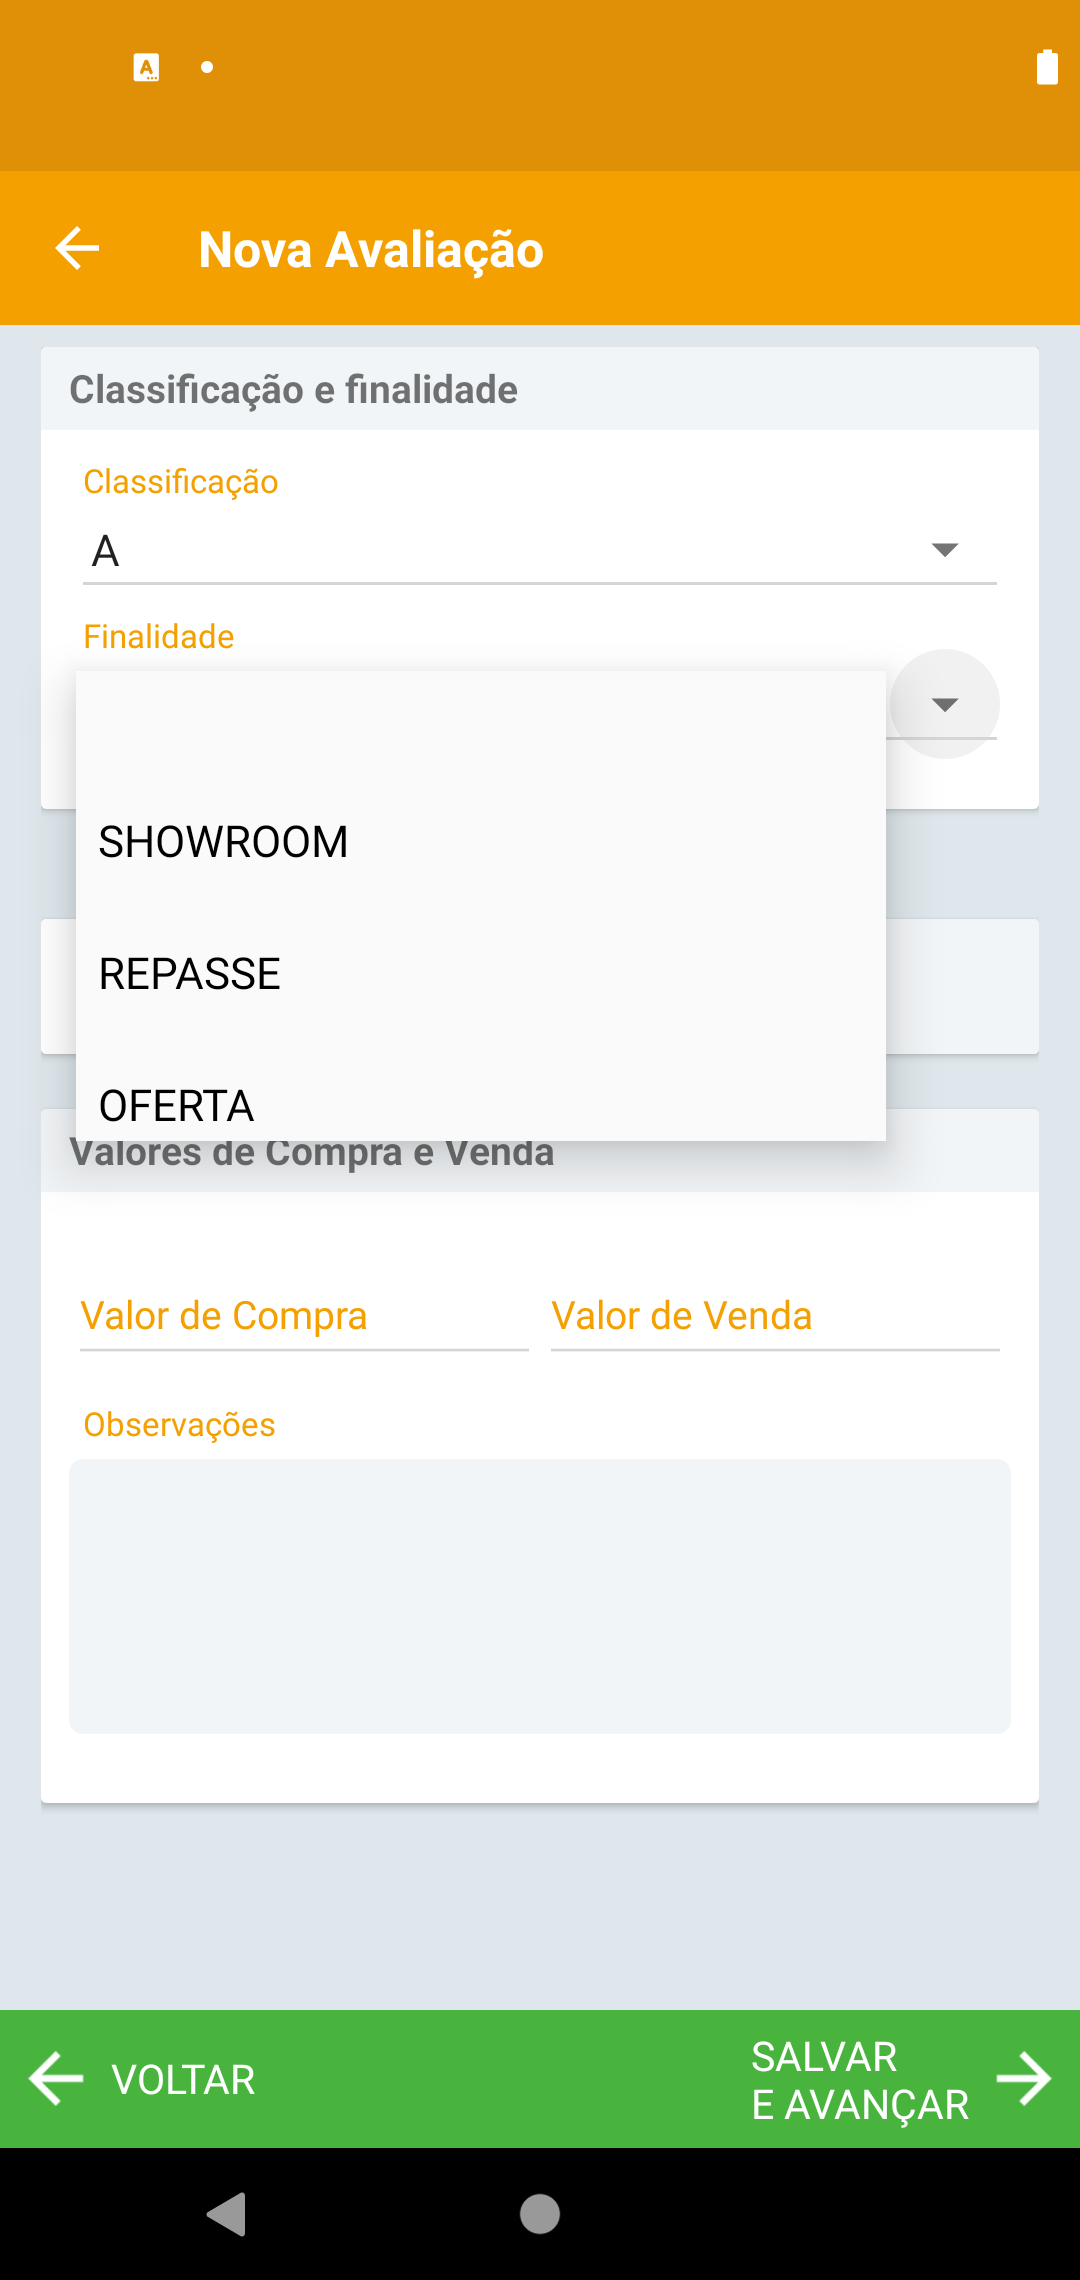 Nova Avaliação
Classificação e finalidade
Classificação
A
Finalidade
SHOWROOM
REPASSE
OFERTA
Valores de Compra e Venda
Valor de Compra
Valor de Venda
Observações
VOLTAR
SALVAR
E AVANÇAR